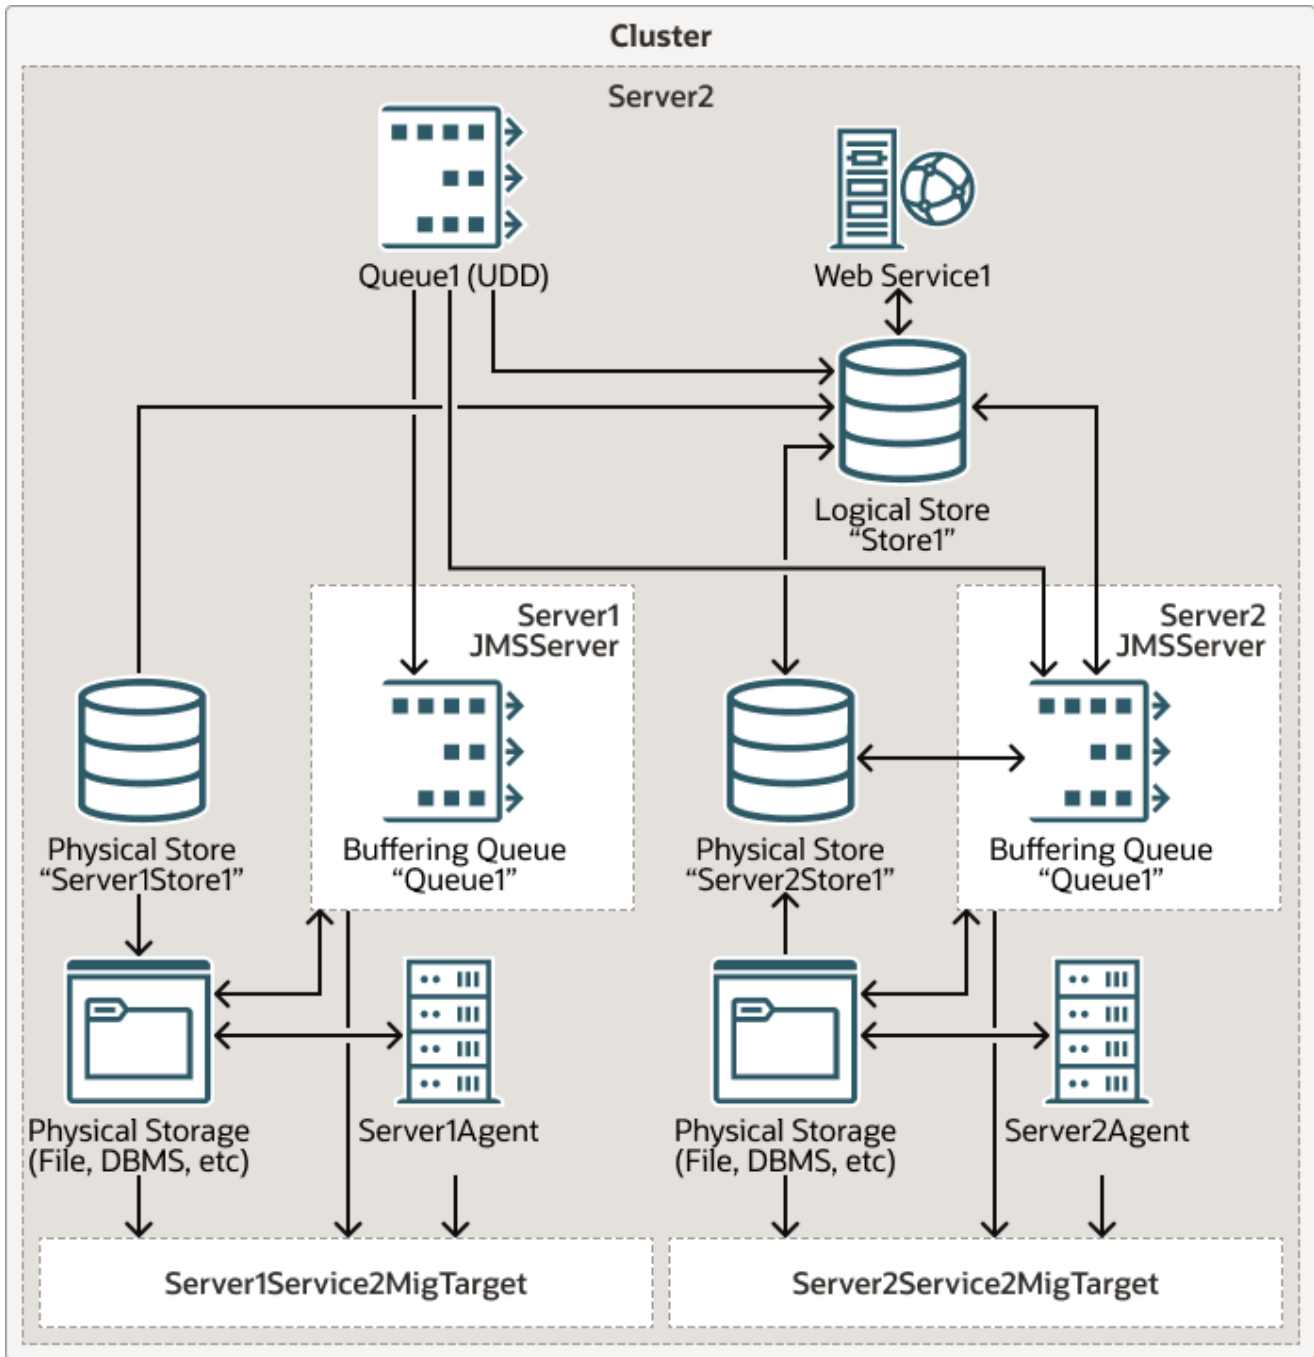 Cluster
Server2
Queue1 (UDD)
Web Service1
Logical Store
“Store1”
Server1
JMSServer
Server2
JMSServer
Physical Store
“Server1Store1”
Buffering Queue
“Queue1”
Physical Store
“Server2Store1”
Buffering Queue
“Queue1”
Physical Storage
(File, DBMS, etc)
Server1Agent
Physical Storage
(File, DBMS, etc)
Server2Agent
Server1Service2MigTarget
Server2Service2MigTarget